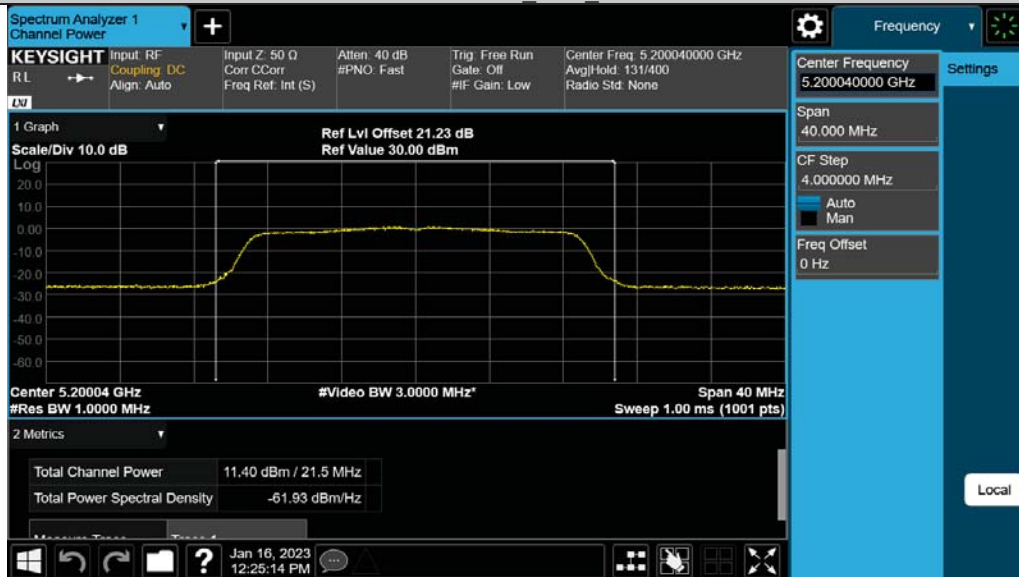 Spectrum Analyzer 1
Channel Power
+
Frequency
KEYSIGHT
RL
LXI
Input: RF
Coupling: DC
Align: Auto
Input Z: 50 Ω
Corr CCorr
Freq Ref: Int (S)
Atten: 40 dB
#PNO: Fast
Trig: Free Run
Gate: Off
#IF Gain: Low
Center Freq: 5.200040000 GHz
Avg|Hold: 131/400
Radio Std: None
Center Frequency
5.200040000 GHz
Settings
Span
40.000 MHz
CF Step
4.000000 MHz
Auto
Man
Freq Offset
0 Hz
Local
1 Graph
Scale/Div 10.0 dB
Ref Lvl Offset 21.23 dB
Ref Value 30.00 dBm
Log
20.0
10.0
0.00
-10.0
-20.0
-30.0
-40.0
-50.0
-60.0
Center 5.20004 GHz
#Res BW 1.0000 MHz
#Video BW 3.0000 MHz*
Span 40 MHz
Sweep 1.00 ms (1001 pts)
2 Metrics
Total Channel Power 11.40 dBm / 21.5 MHz
Total Power Spectral Density -61.93 dBm/Hz
?
Jan 16, 2023
12:25:14 PM